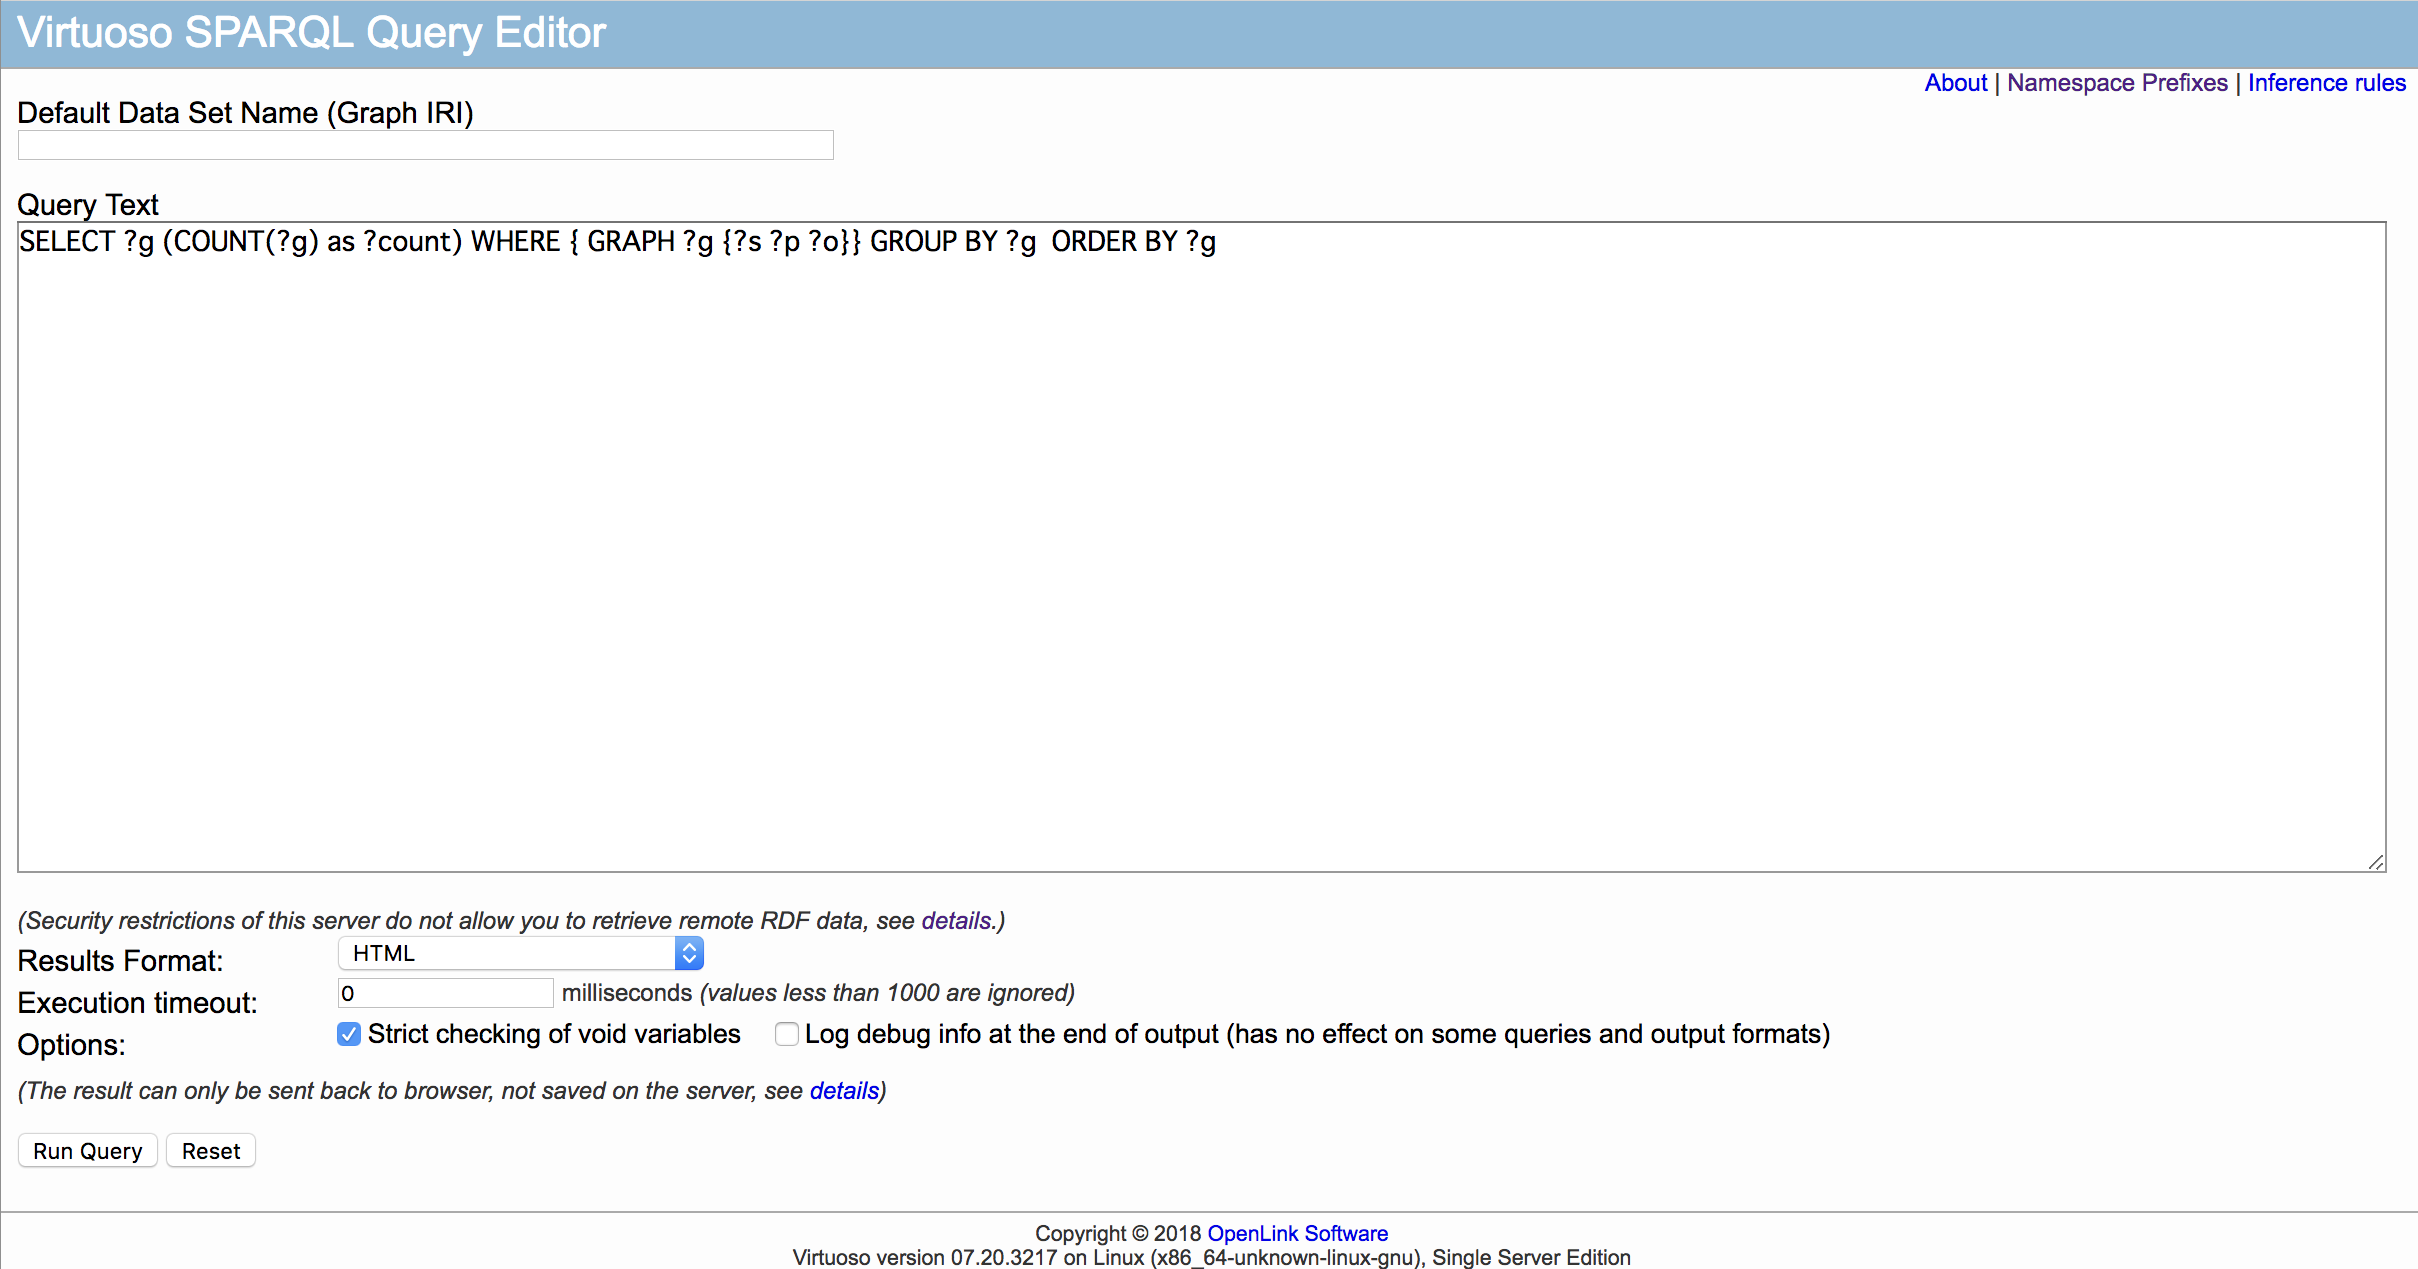 Virtuoso SPARQL Query Editor
About | Namespace Prefixes | Inference rules
Default Data Set Name (Graph IRI)
Query Text
SELECT ?g (COUNT(?g) as ?count) WHERE { GRAPH ?g {?s ?p ?o}} GROUP BY ?g  ORDER BY ?g
(Security restrictions of this server do not allow you to retrieve remote RDF data, see details.)
Results Format: HTML
Execution timeout: 0 milliseconds (values less than 1000 are ignored)
Options: Strict checking of void variables Log debug info at the end of output (has no effect on some queries and output formats)
(The result can only be sent back to browser, not saved on the server, see details)
Run Query Reset
Copyright © 2018 OpenLink Software
Virtuoso version 07.20.3217 on Linux (x86_64-unknown-linux-gnu), Single Server Edition